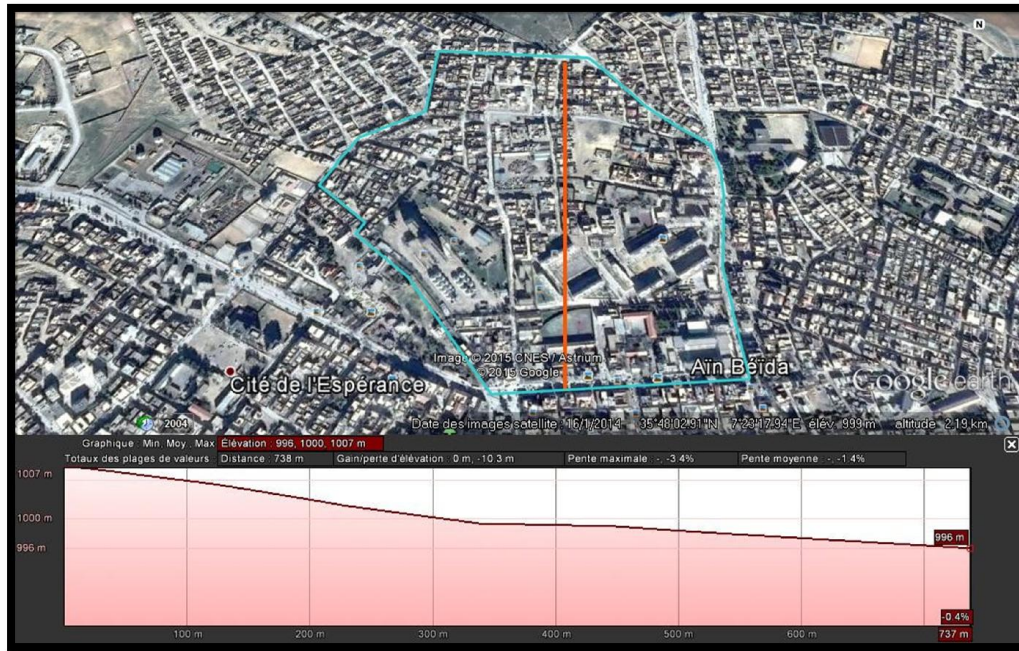 N
Image © 2015 CNES / Astrium
© 2015 Google
Cité de l'Espérance
Aïn Béïda
Google earth
2004
Date des images satellite : 16/1/2014 35°48'02.91"N 7°23'17.94"E élév. 999 m altitude 2.19 km
Graphique : Min, Moy., Max Élévation : 996, 1000, 1007 m
Totaux des plages de valeurs Distance : 738 m Gain/perte d'élévation : 0 m, -10.3 m Pente maximale : -, -3.4% Pente moyenne : -, -1.4%
1007 m
1000 m
996 m
996 m
-0.4%
100 m 200 m 300 m 400 m 500 m 600 m 737 m